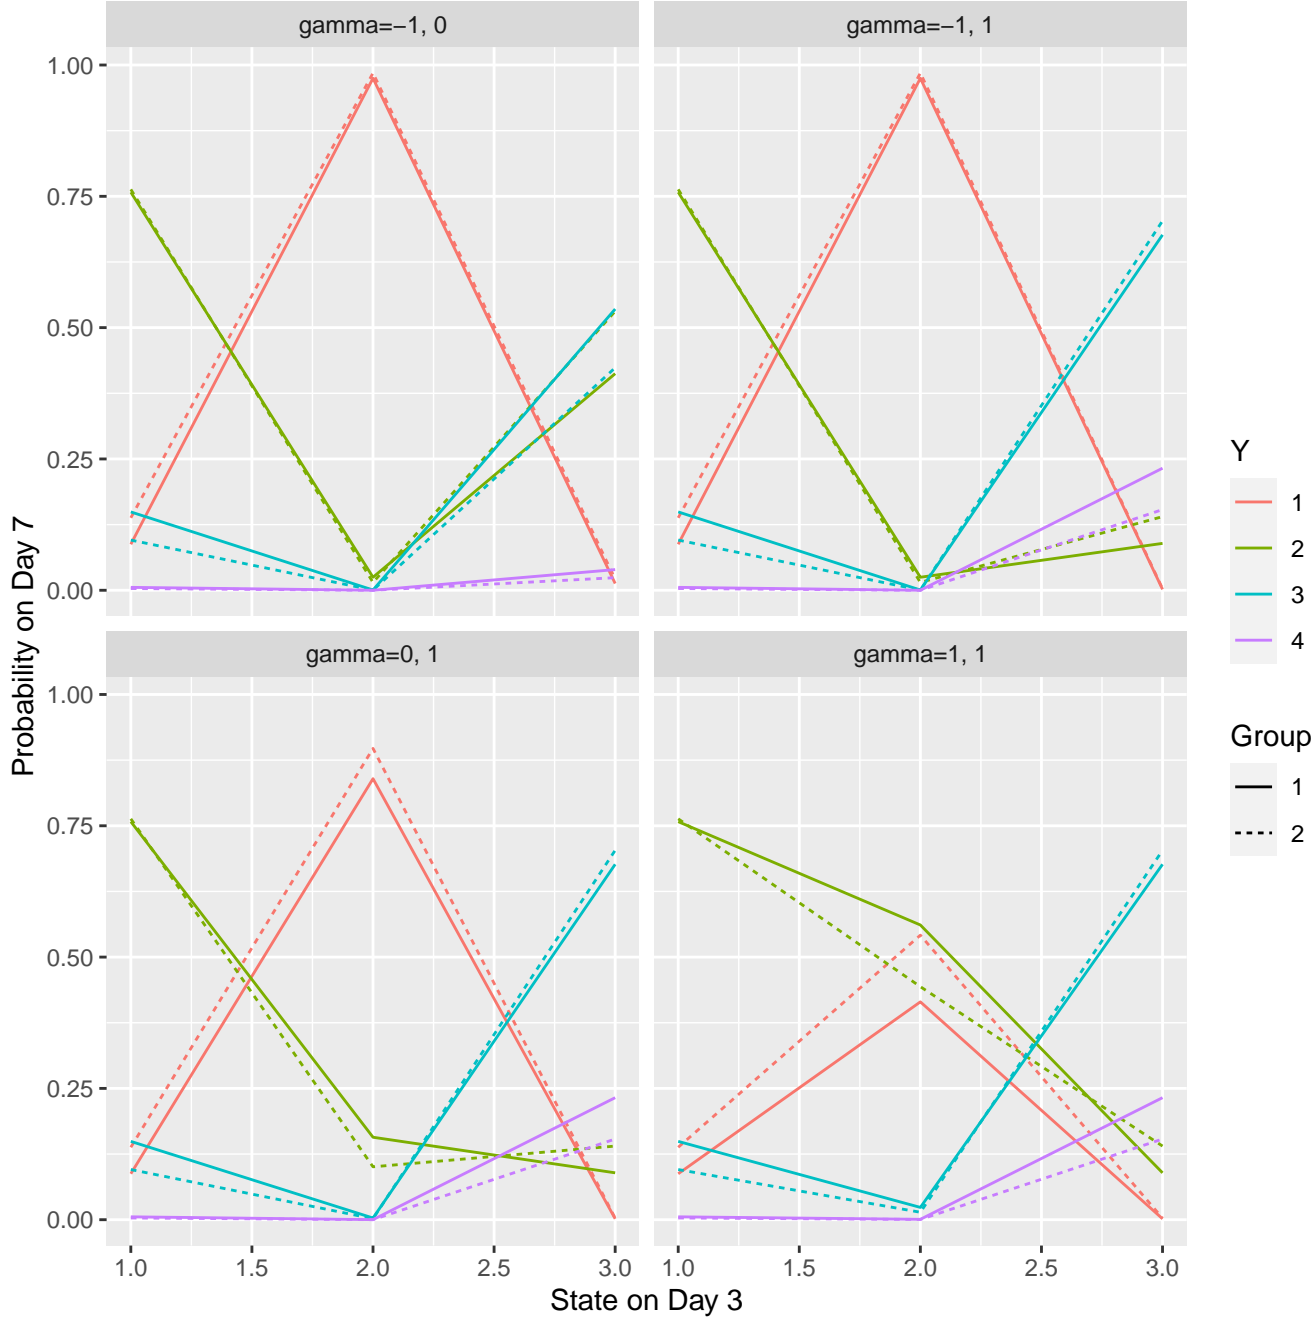 gamma=−1, 0
gamma=−1, 1
1.00
0.75
0.50
0.25
0.00
gamma=0, 1
gamma=1, 1
1.00
0.75
0.50
0.25
0.00
1.0 1.5 2.0 2.5 3.0
1.0 1.5 2.0 2.5 3.0
State on Day 3
Probability on Day 7
Y
1
2
3
4
Group
1
2